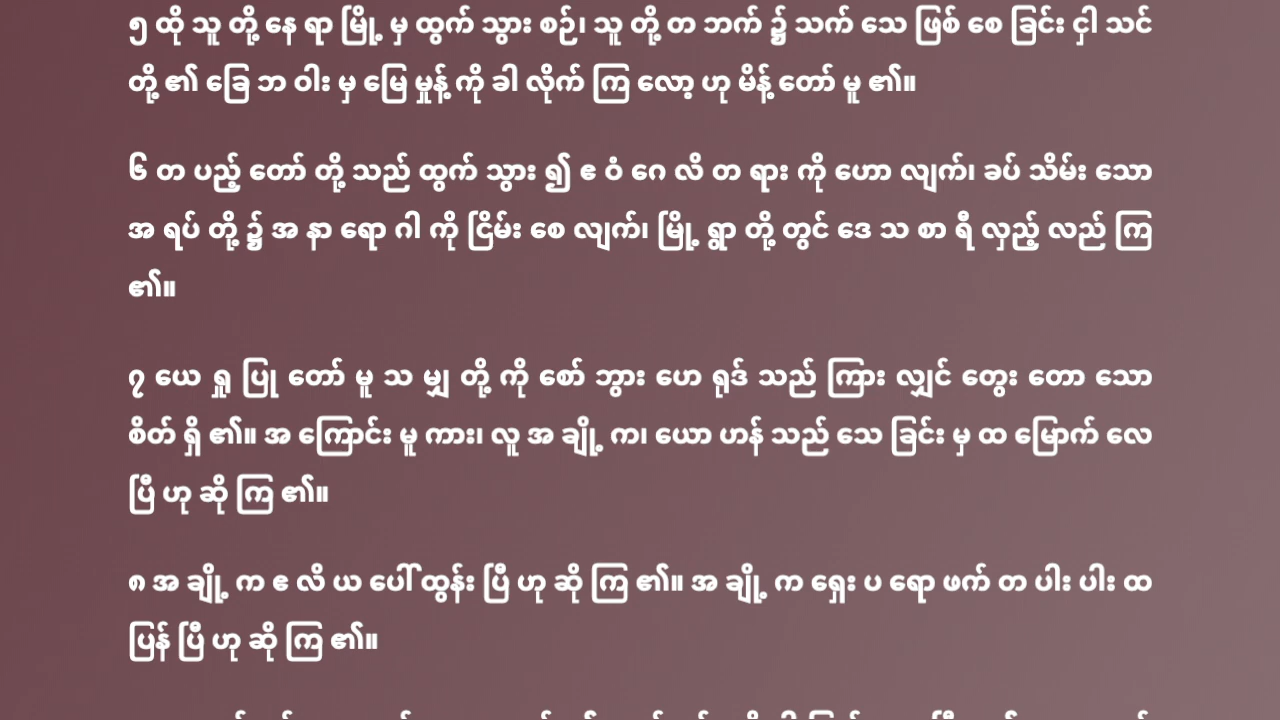 ၅ ထို သူ တို့ နေ ရာ မြို့ မှ ထွက် သွား စဉ်၊ သူ တို့ တ ဘက် ၌ သက် သေ ဖြစ် စေ ခြင်း ငှါ သင်
တို့ ၏ ခြေ ဘ ဝါး မှ မြေ မှုန့် ကို ခါ လိုက် ကြ လော့ ဟု မိန့် တော် မူ ၏။
၆ တ ပည့် တော် တို့ သည် ထွက် သွား ၍ ဧ ဝံ ဂေ လိ တ ရား ကို ဟော လျက်၊ ခပ် သိမ်း သော
အ ရပ် တို့ ၌ အ နာ ရော ဂါ ကို ငြိမ်း စေ လျက်၊ မြို့ ရွာ တို့ တွင် ဒေ သ စာ ရီ လှည့် လည် ကြ
၏။
၇ ယေ ရှု ပြု တော် မူ သ မျှ တို့ ကို စော် ဘွား ဟေ ရုဒ် သည် ကြား လျှင် တွေး တော သော
စိတ် ရှိ ၏။ အ ကြောင်း မူ ကား၊ လူ အ ချို့ က၊ ယော ဟန် သည် သေ ခြင်း မှ ထ မြောက် လေ
ပြီ ဟု ဆို ကြ ၏။
၈ အ ချို့ က ဧ လိ ယ ပေါ် ထွန်း ပြီ ဟု ဆို ကြ ၏။ အ ချို့ က ရှေး ပ ရော ဖက် တ ပါး ပါး ထ
ပြန် ပြီ ဟု ဆို ကြ ၏။